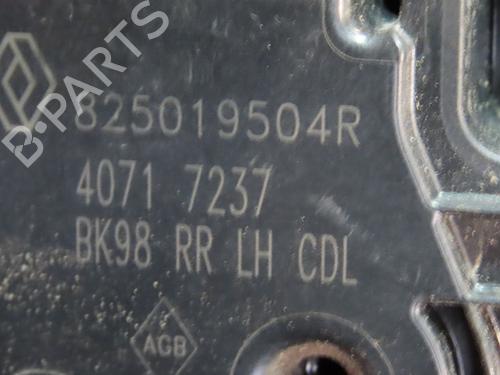 825019504R
4071 7237
BK98 RR LH CDL
AGB
B-PARTS